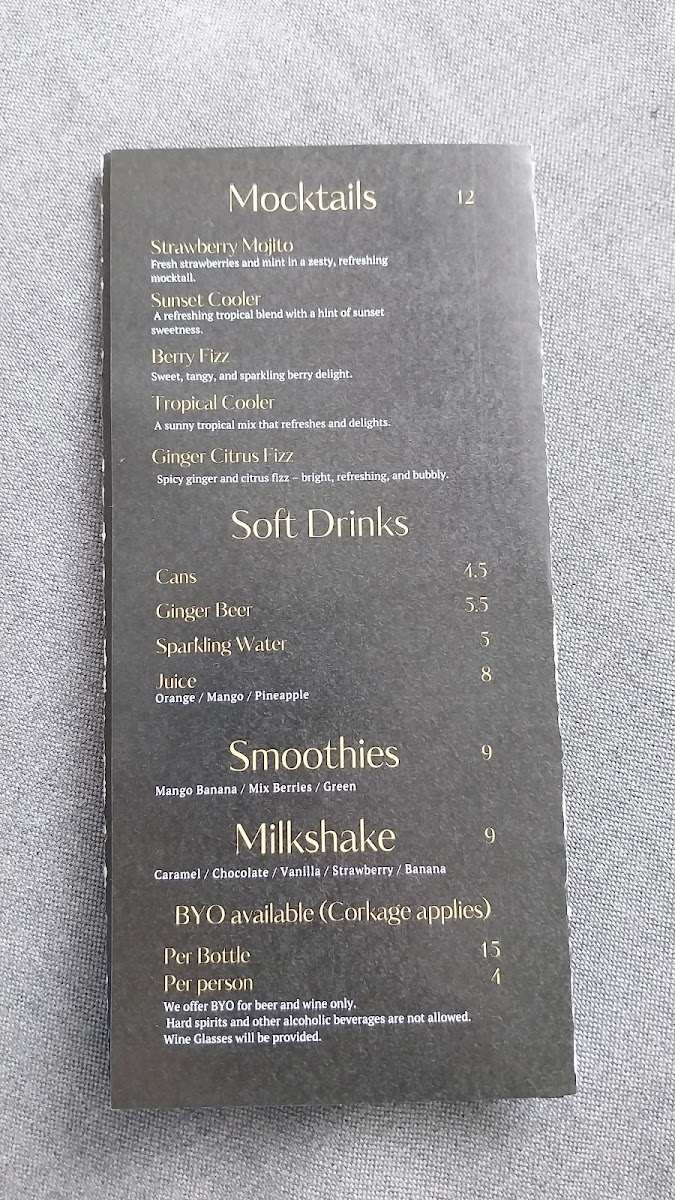 Mocktails 12
Strawberry Mojito
Fresh strawberries and mint in a zesty, refreshing
mocktail.
Sunset Cooler
A refreshing tropical blend with a hint of sunset
sweetness.
Berry Fizz
Sweet, tangy, and sparkling berry delight.
Tropical Cooler
A sunny tropical mix that refreshes and delights.
Ginger Citrus Fizz
Spicy ginger and citrus fizz – bright, refreshing, and bubbly.
Soft Drinks
Cans 4.5
Ginger Beer 5.5
Sparkling Water 5
Juice 8
Orange / Mango / Pineapple
Smoothies 9
Mango Banana / Mix Berries / Green
Milkshake 9
Caramel / Chocolate / Vanilla / Strawberry / Banana
BYO available (Corkage applies)
Per Bottle 15
Per person 4
We offer BYO for beer and wine only.
Hard spirits and other alcoholic beverages are not allowed.
Wine Glasses will be provided.